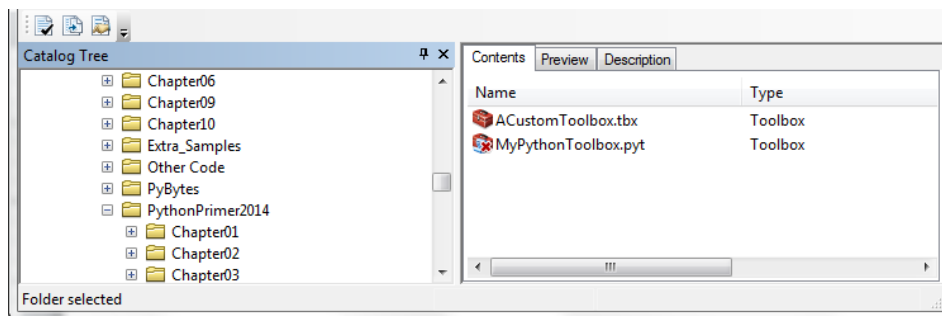 Catalog Tree
Chapter06
Chapter09
Chapter10
Extra_Samples
Other Code
PyBytes
PythonPrimer2014
Chapter01
Chapter02
Chapter03
Contents Preview Description
Name Type
ACustomToolbox.tbx Toolbox
MyPythonToolbox.pyt Toolbox
Folder selected